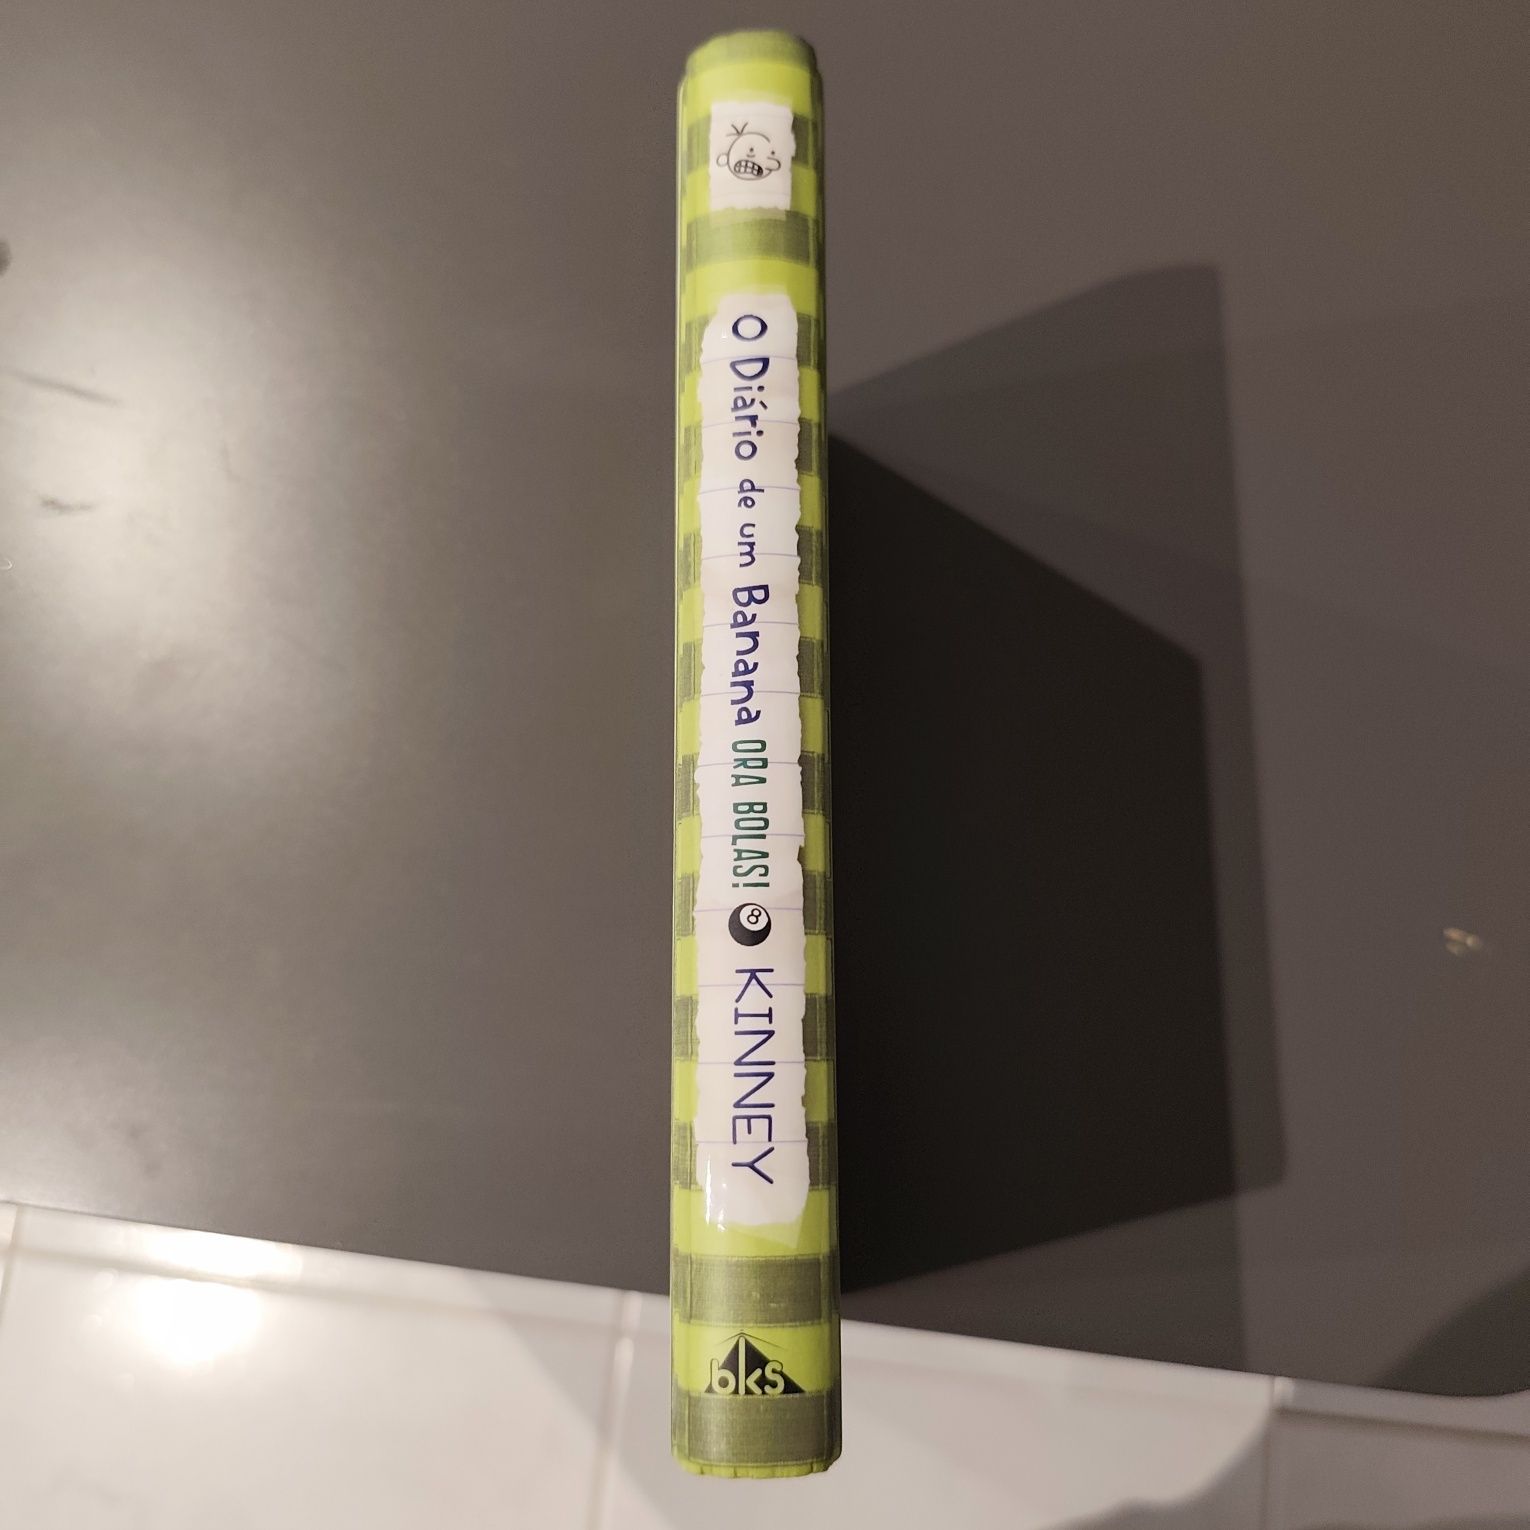 O Diário de um Banana ORA BOLAS! 8 KINNEY
bks